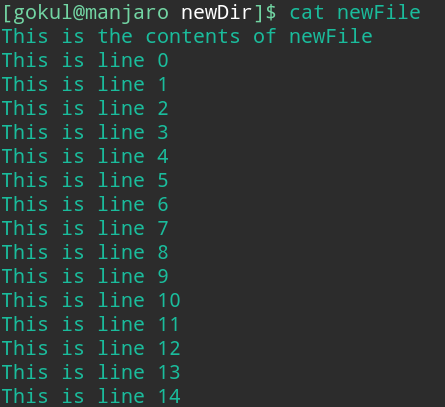 [gokul@manjaro newDir]$ cat newFile
This is the contents of newFile
This is line 0
This is line 1
This is line 2
This is line 3
This is line 4
This is line 5
This is line 6
This is line 7
This is line 8
This is line 9
This is line 10
This is line 11
This is line 12
This is line 13
This is line 14